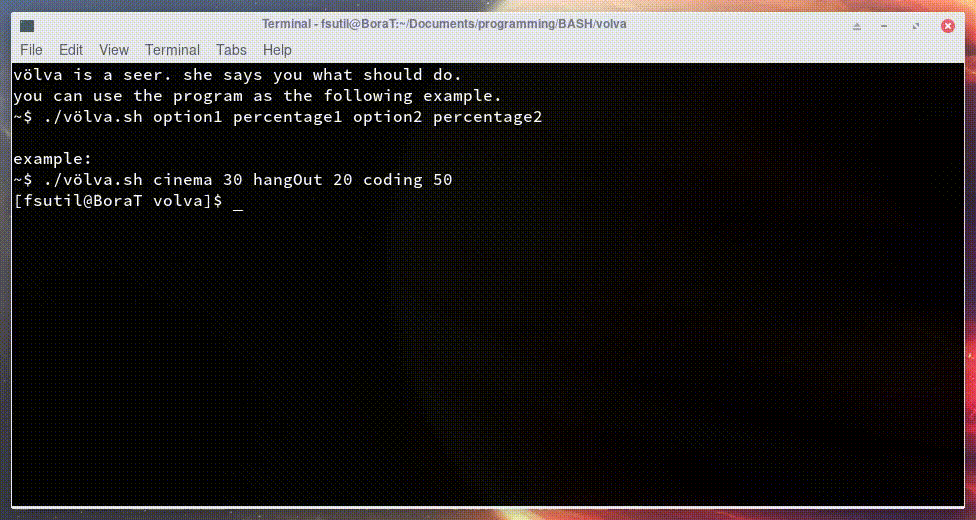 Terminal - fsutil@BoraT:~/Documents/programming/BASH/volva
File Edit View Terminal Tabs Help
völva is a seer. she says you what should do.
you can use the program as the following example.
~$ ./völva.sh option1 percentage1 option2 percentage2
example:
~$ ./völva.sh cinema 30 hangOut 20 coding 50
[fsutil@BoraT volva]$ _